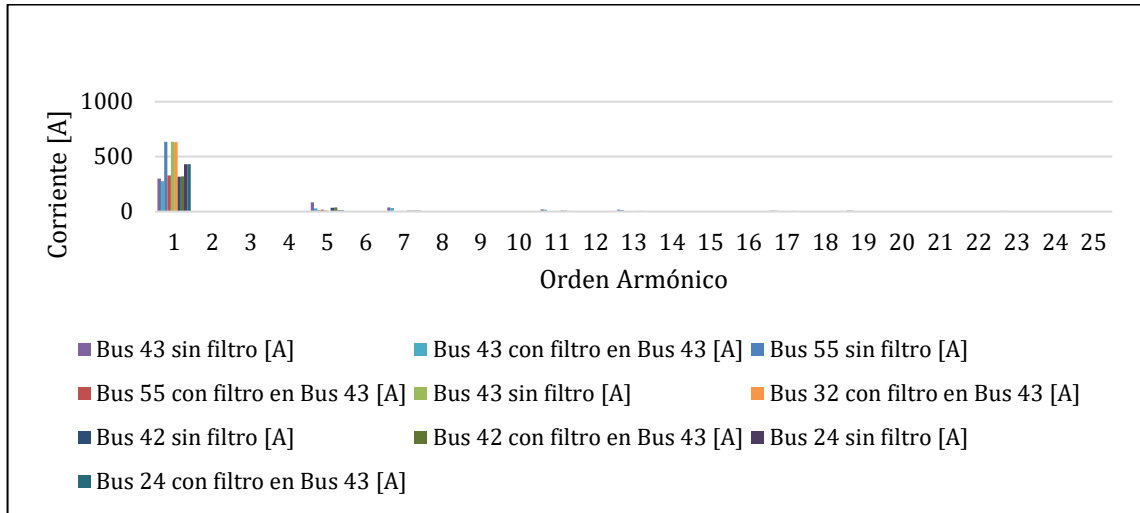 1000
500
0
Corriente [A]
1 2 3 4 5 6 7 8 9 10 11 12 13 14 15 16 17 18 19 20 21 22 23 24 25
Orden Armónico
Bus 43 sin filtro [A] Bus 43 con filtro en Bus 43 [A] Bus 55 sin filtro [A]
Bus 55 con filtro en Bus 43 [A] Bus 43 sin filtro [A] Bus 32 con filtro en Bus 43 [A]
Bus 42 sin filtro [A] Bus 42 con filtro en Bus 43 [A] Bus 24 sin filtro [A]
Bus 24 con filtro en Bus 43 [A]